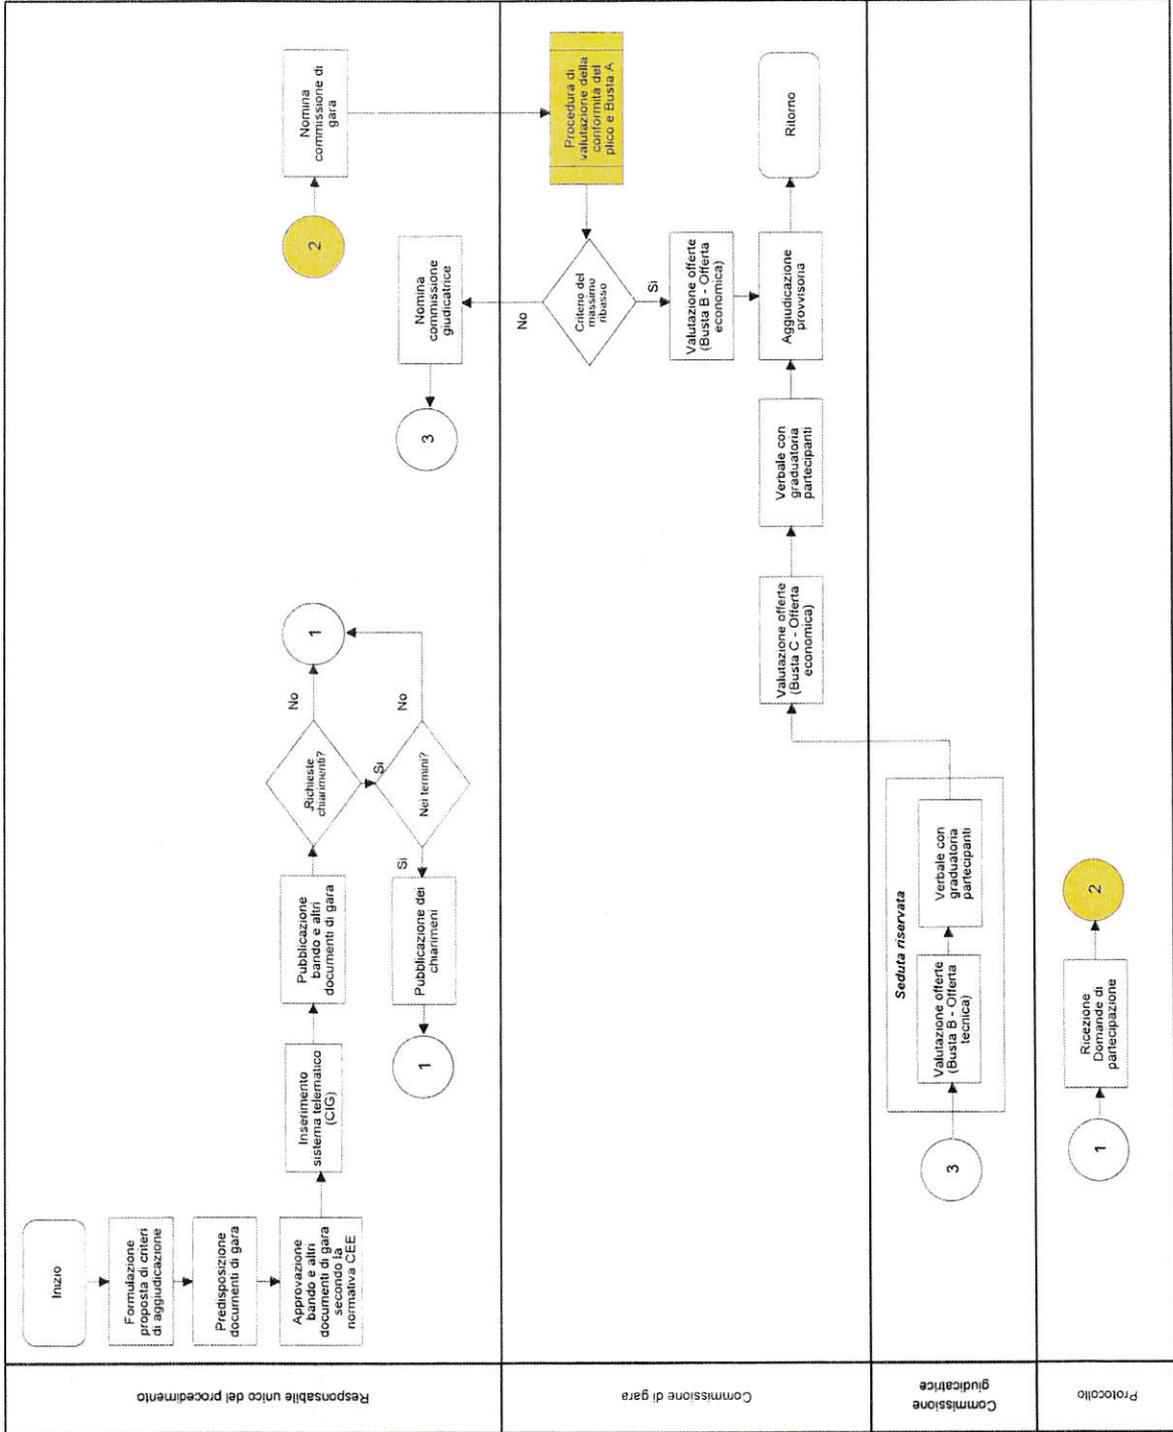 Responsabile unico del procedimento
Inizio
Formulazione
proposta di criteri
di aggiudicazione
Predisposizione
documenti di gara
Approvazione
bando e altri
documenti di gara
secondo la
normativa CEE
Inserimento
sistema telematico
(CIG)
Pubblicazione
bando e altri
documenti di gara
Richieste
chiarimenti?
No
1
Si
Nei termini?
No
Si
Pubblicazione dei
chiarimeni
1
2
Nomina
commissione di
gara
Nomina
commissione
giudicatrice
3
Commissione di gara
Procedura di
valutazione della
conformità del
plico e Busta A
Criterio del
massimo
ribasso
No
Si
Valutazione offerte
(Busta B - Offerta
economica)
Valutazione offerte
(Busta C - Offerta
economica)
Verbale con
graduatoria
partecipanti
Aggiudicazione
provvisoria
Ritorno
Commissione
giudicatrice
Seduta riservata
3
Valutazione offerte
(Busta B - Offerta
tecnica)
Verbale con
graduatoria
partecipanti
Protocollo
1
Ricezione
Domande di
partecipazione
2